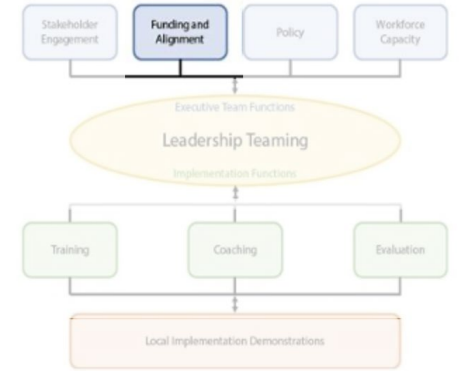 Stakeholder
Engagement
Funding and
Alignment
Policy
Workforce
Capacity
Executive Team Functions
Leadership Teaming
Implementation Functions
Training
Coaching
Evaluation
Local Implementation Demonstrations